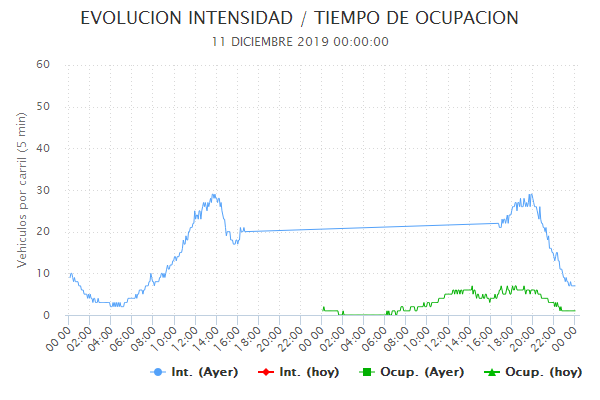 EVOLUCION INTENSIDAD / TIEMPO DE OCUPACION
11 DICIEMBRE 2019 00:00:00
Vehiculos por carril (5 min)
60
50
40
30
20
10
0
00:00 02:00 04:00 06:00 08:00 10:00 12:00 14:00 16:00 18:00 20:00 22:00 00:00 02:00 04:00 06:00 08:00 10:00 12:00 14:00 16:00 18:00 20:00 22:00 00:00
Int. (Ayer) Int. (hoy) Ocup. (Ayer) Ocup. (hoy)